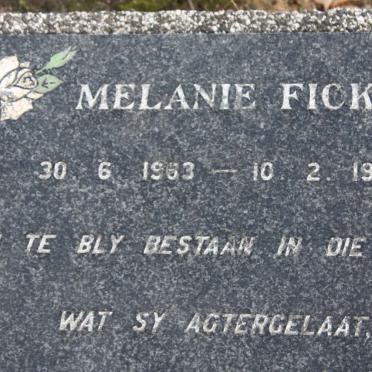 MELANIE FICK
30. 6. 1963 — 10. 2. 19
TE BLY BESTAAN IN DIE
WAT SY AGTERGELAAT.